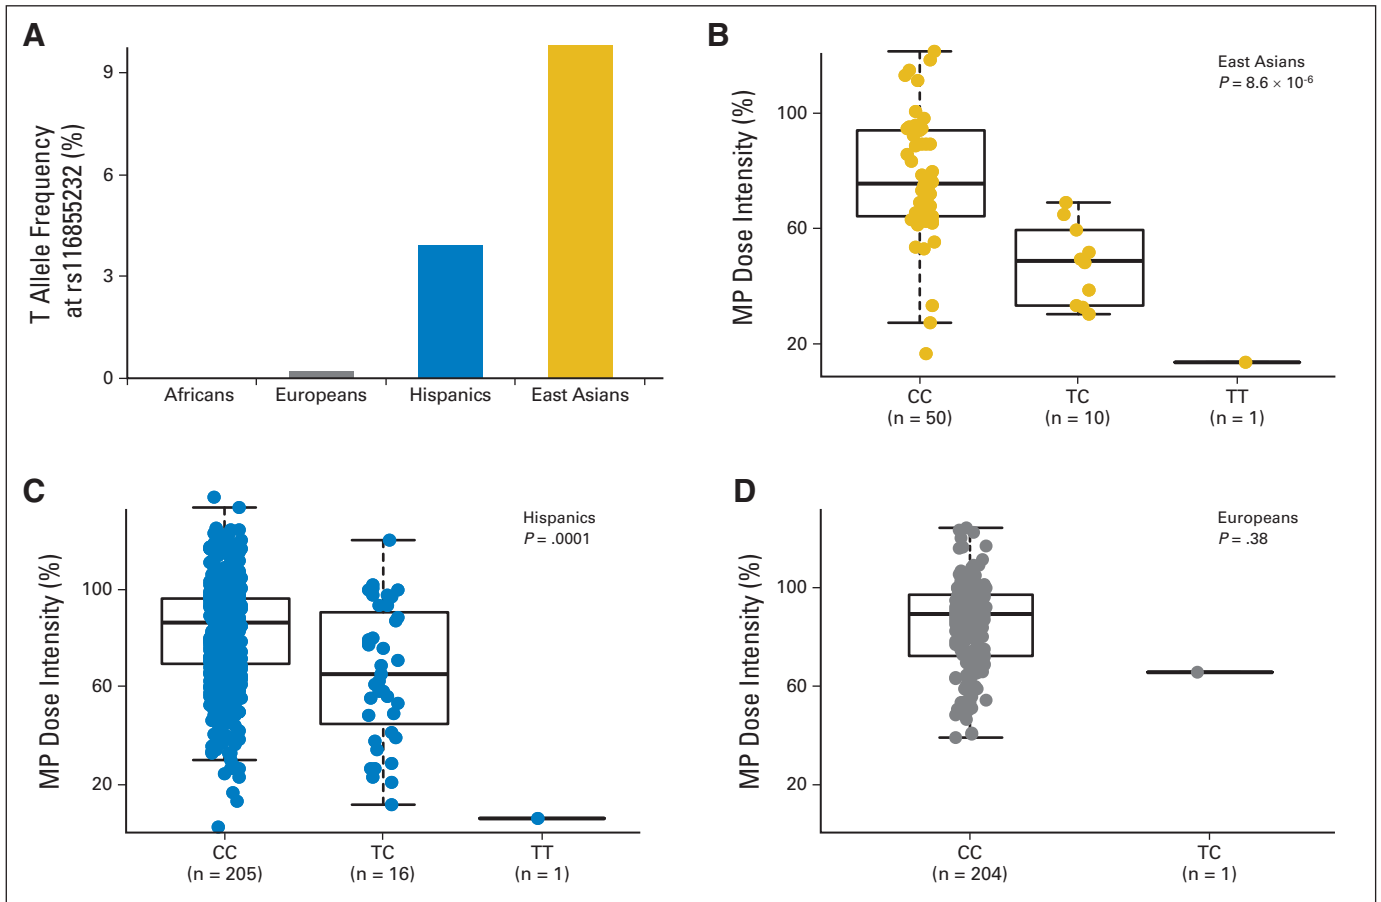 A
T Allele Frequency
at rs116855232 (%)
9
6
3
0
Africans
Europeans
Hispanics
East Asians
B
MP Dose Intensity (%)
East Asians
P = 8.6 × 10-6
100
60
20
CC
(n = 50)
TC
(n = 10)
TT
(n = 1)
C
MP Dose Intensity (%)
Hispanics
P = .0001
100
60
20
CC
(n = 205)
TC
(n = 16)
TT
(n = 1)
D
MP Dose Intensity (%)
Europeans
P = .38
100
60
20
CC
(n = 204)
TC
(n = 1)